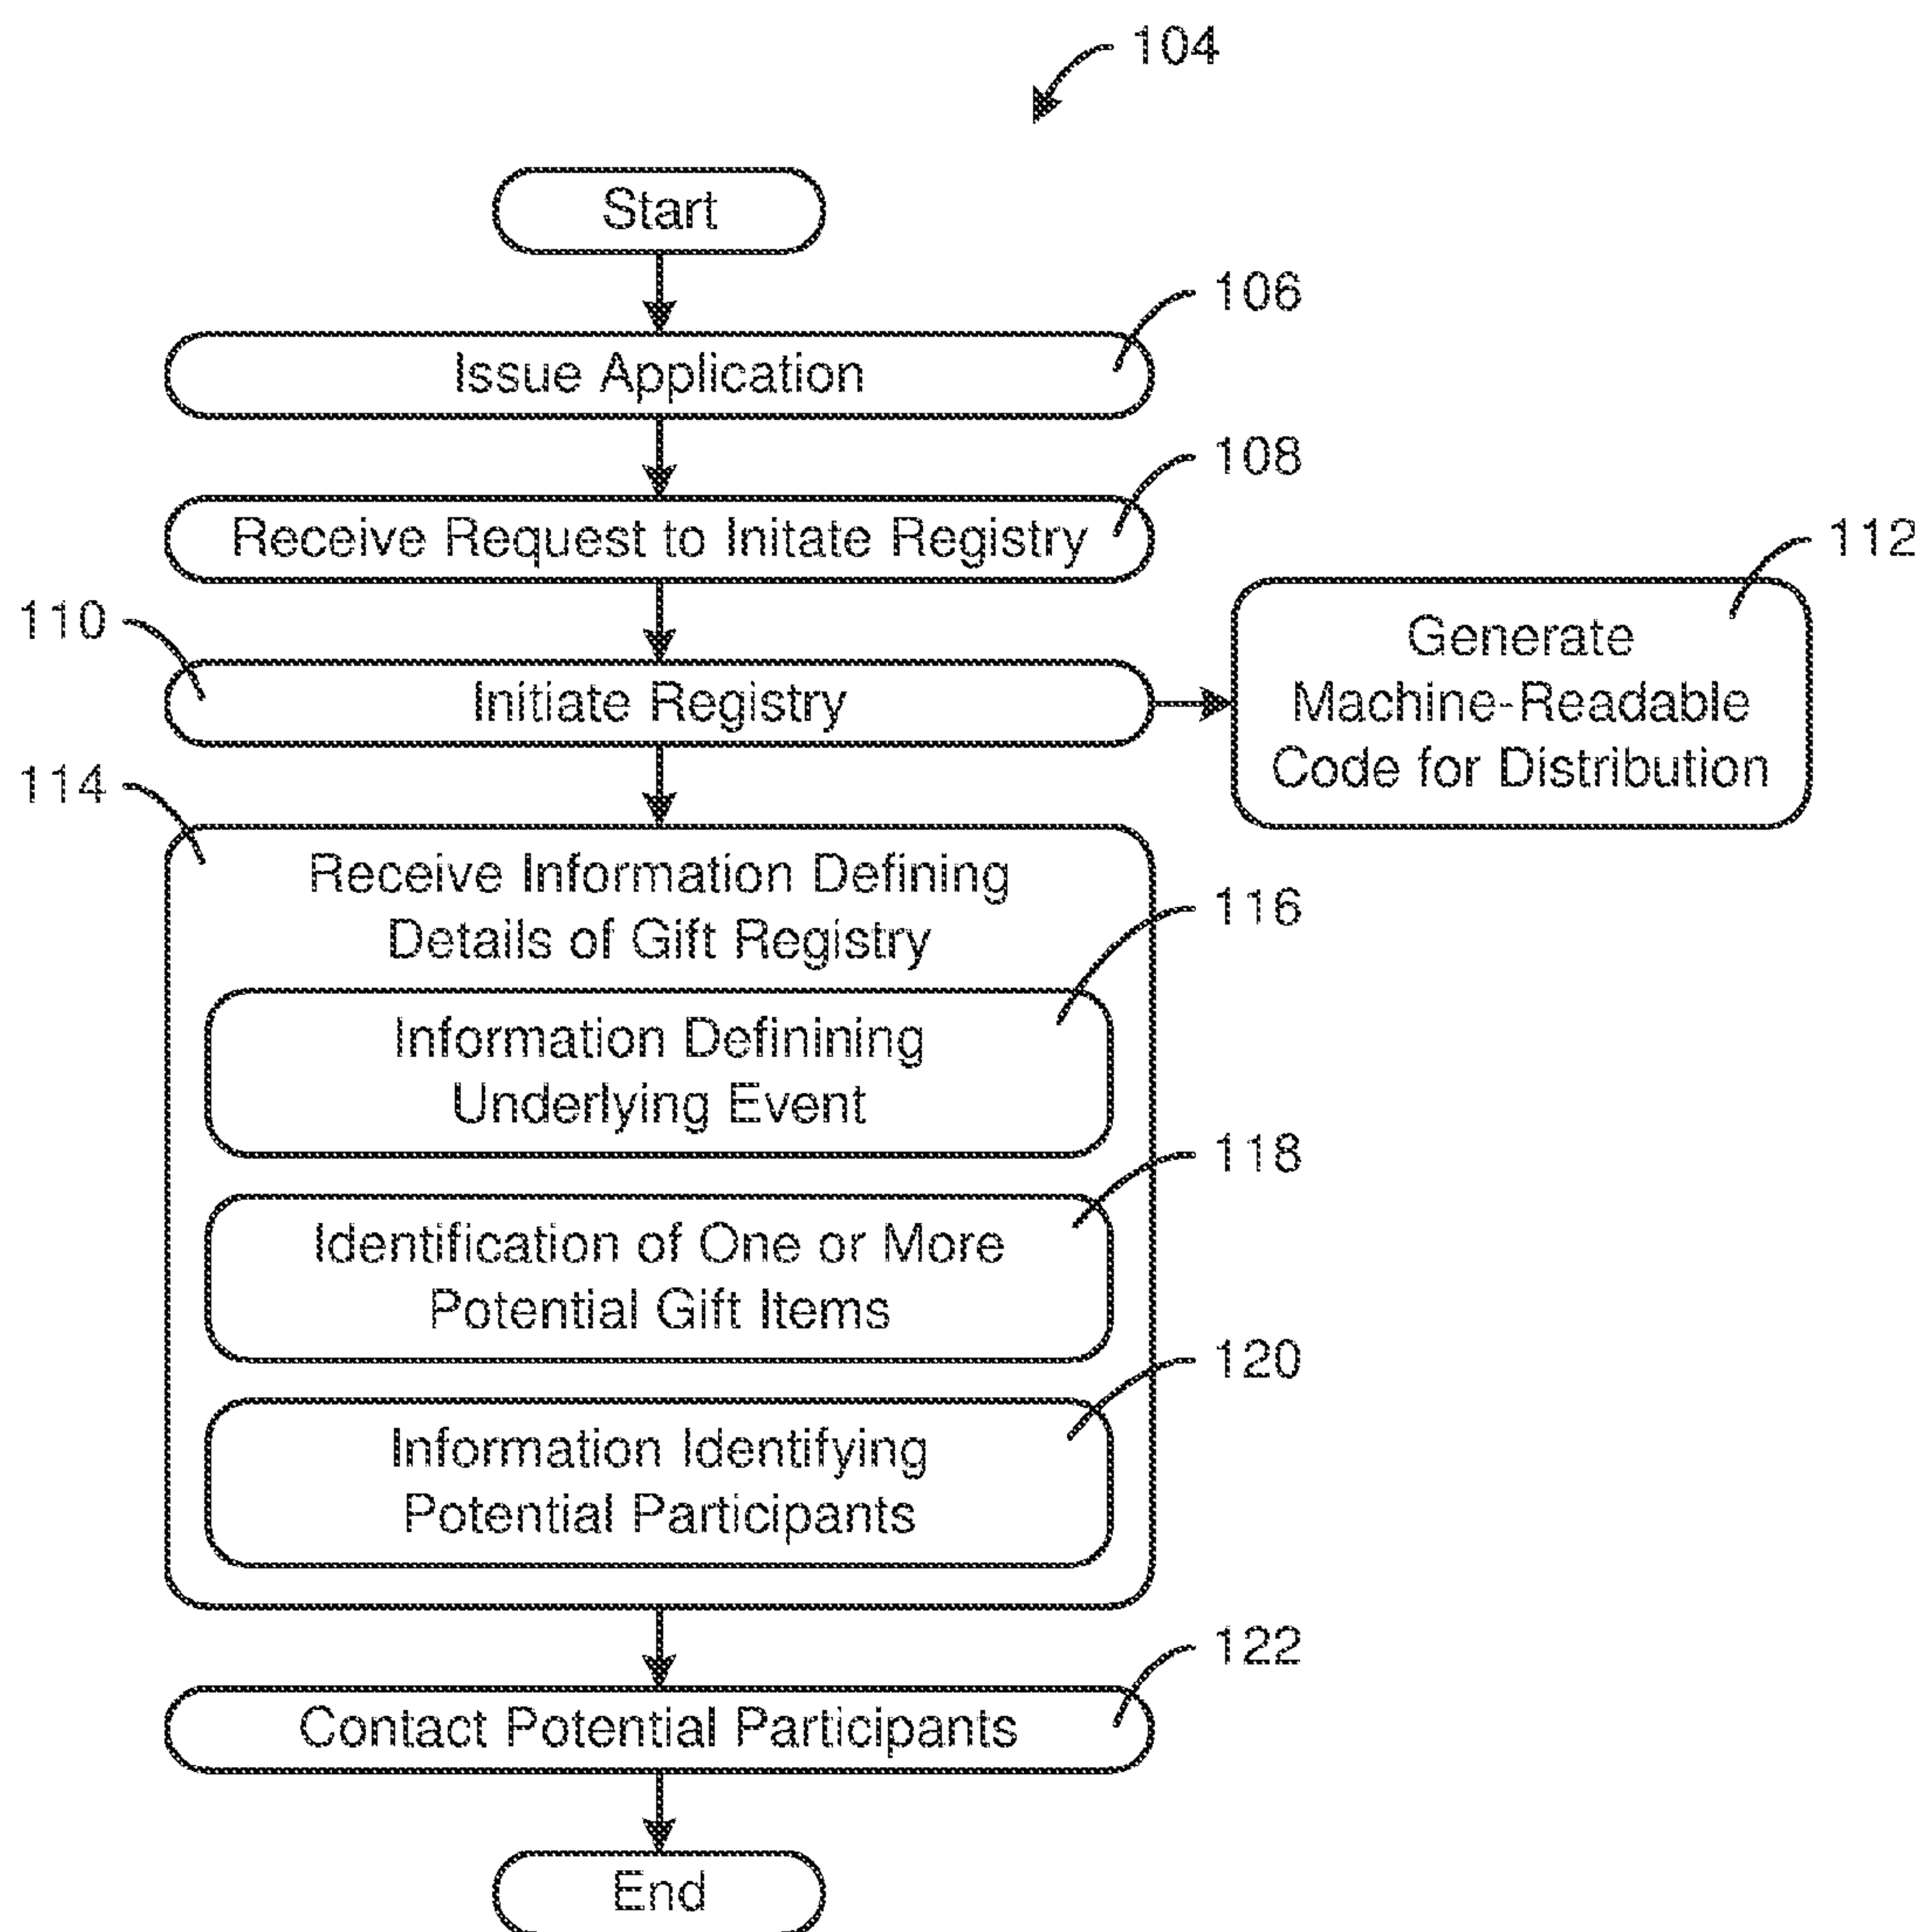 104
Start
106
Issue Application
108
Receive Request to Initate Registry
112
110
Initiate Registry
Generate
Machine-Readable
Code for Distribution
114
Receive Information Defining
Details of Gift Registry
116
Information Definining
Underlying Event
118
Identification of One or More
Potential Gift Items
120
Information Identifying
Potential Participants
122
Contact Potential Participants
End